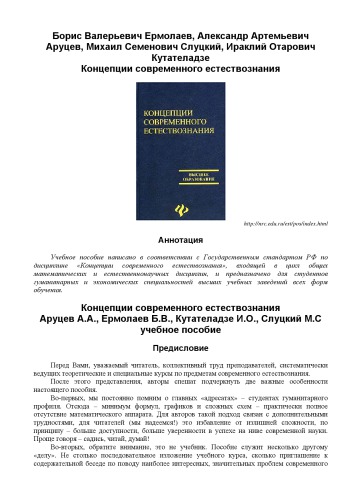 Борис Валерьевич Ермолаев, Александр Артемьевич
Аруцев, Михаил Семенович Слуцкий, Ираклий Отарович
Кутателадзе
Концепции современного естествознания
КОНЦЕПЦИИ
СОВРЕМЕННОГО
ЕСТЕСТВОЗНАНИЯ
ВЫСШЕЕ
ОБРАЗОВАНИЕ
http://nrc.edu.ru/est/pos/index.html
Аннотация
Учебное пособие написано в соответствии с Государственным стандартом РФ по
дисциплине «Концепции современного естествознания», входящей в цикл общих
математических и естественнонаучных дисциплин, и предназначено для студентов
гуманитарных и экономических специальностей высших учебных заведений всех форм
обучения.
Концепции современного естествознания
Аруцев А.А., Ермолаев Б.В., Кутателадзе И.О., Слуцкий М.С
учебное пособие
Предисловие
Перед Вами, уважаемый читатель, коллективный труд преподавателей, систематически
ведущих теоретические и специальные курсы по предметам современного естествознания.
После этого представления, авторы спешат подчеркнуть две важные особенности
настоящего пособия.
Во-первых, мы постоянно помним о главных «адресатах» – студентах гуманитарного
профиля. Отсюда – минимум формул, графиков и сложных схем – практически полное
отсутствие математического аппарата. Для авторов такой подход связан с дополнительными
трудностями, для читателей (мы надеемся!) это избавление от излишней сложности, по
принципу – больше доступности, больше уверенности в успехе на ниве современной науки.
Проще говоря – садись, читай, думай!
Во-вторых, обратите внимание, это не учебник. Пособие служит несколько другому
«делу». Не столько последовательное изложение учебного курса, сколько приглашение к
содержательной беседе по поводу наиболее интересных, значительных проблем современного